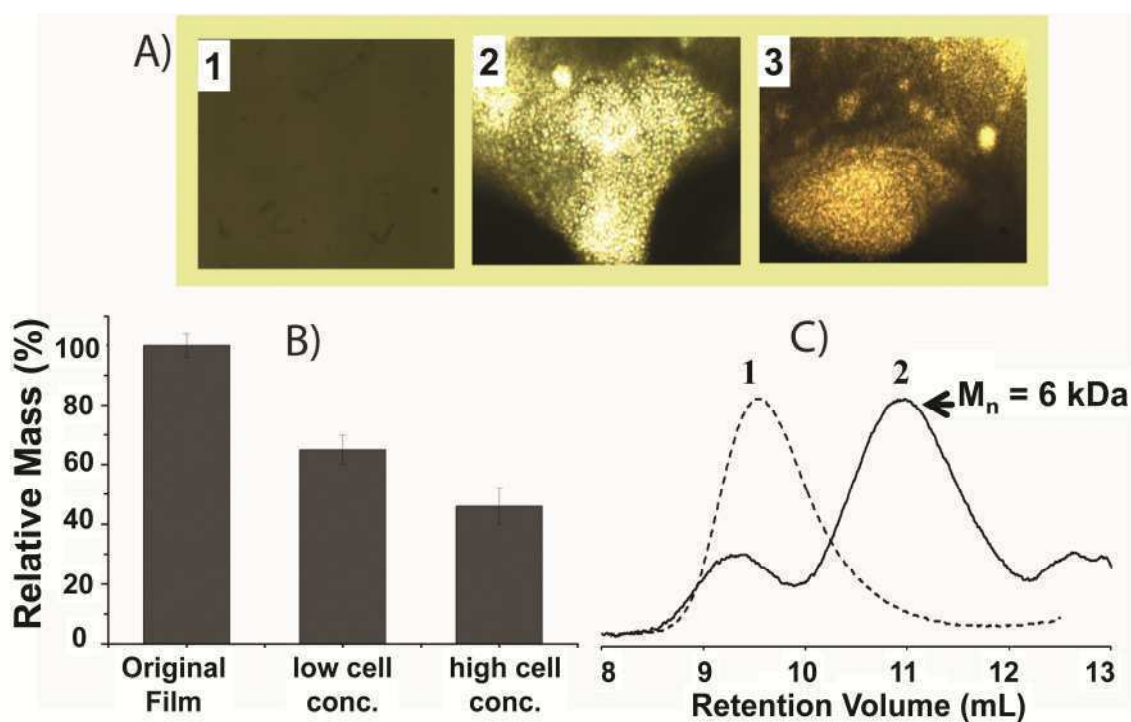 A)
1
2
3
B)
Relative Mass (%)
100
80
60
40
20
0
Original
Film
low cell
conc.
high cell
conc.
C)
1
2
Mn = 6 kDa
8 9 10 11 12 13
Retention Volume (mL)